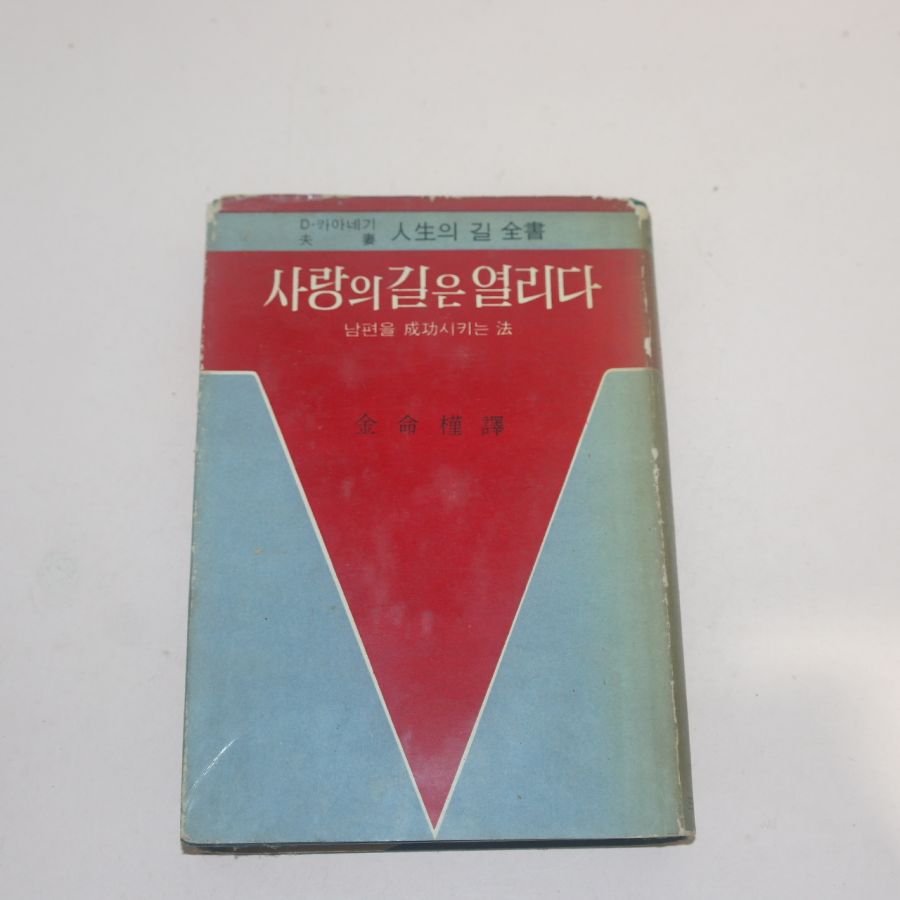 D·카아네기
夫 妻
人生의 길 全書
사랑의 길은 열리다
남편을 成功시키는 法
金命槿 譯